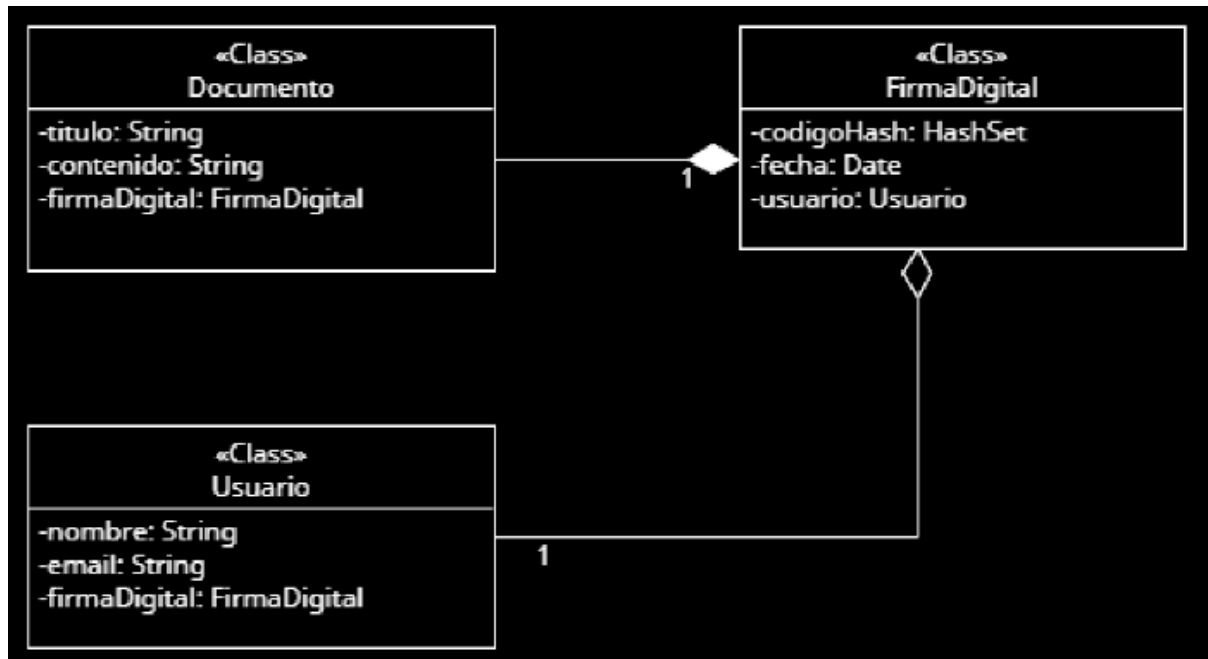 «Class»
Documento
-titulo: String
-contenido: String
-firmaDigital: FirmaDigital
«Class»
FirmaDigital
-codigoHash: HashSet
-fecha: Date
-usuario: Usuario
1
«Class»
Usuario
-nombre: String
-email: String
-firmaDigital: FirmaDigital
1